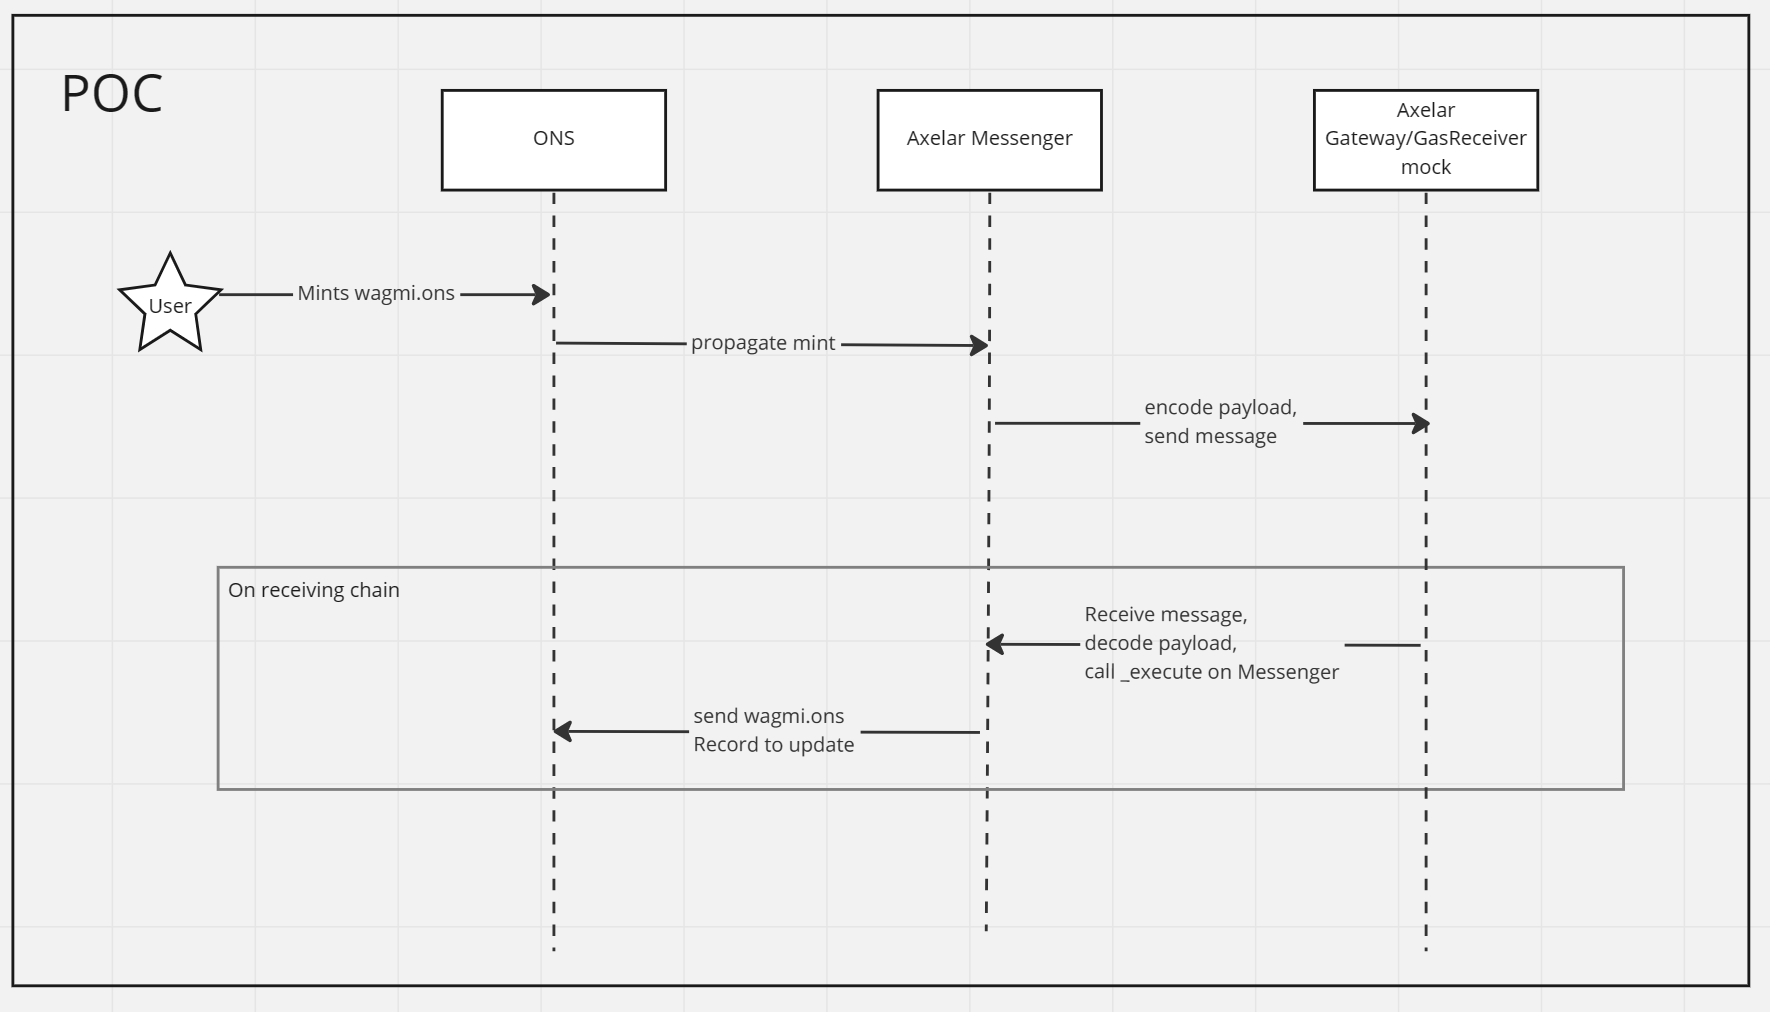 POC
ONS
Axelar Messenger
Axelar
Gateway/GasReceiver
mock
User
Mints wagmi.ons
propagate mint
encode payload,
send message
On receiving chain
Receive message,
decode payload,
call _execute on Messenger
send wagmi.ons
Record to update